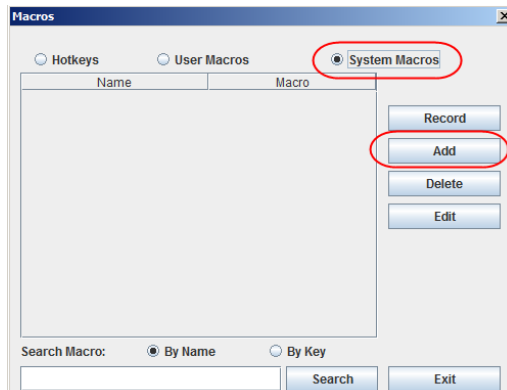 Macros
Hotkeys User Macros System Macros
Name Macro
Record
Add
Delete
Edit
Search Macro: By Name By Key
Search Exit